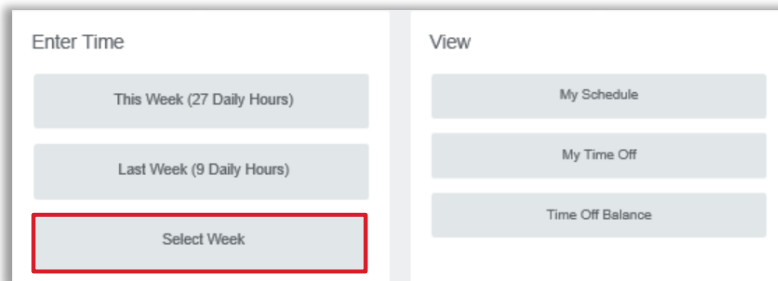 Enter Time
This Week (27 Daily Hours)
Last Week (9 Daily Hours)
Select Week
View
My Schedule
My Time Off
Time Off Balance